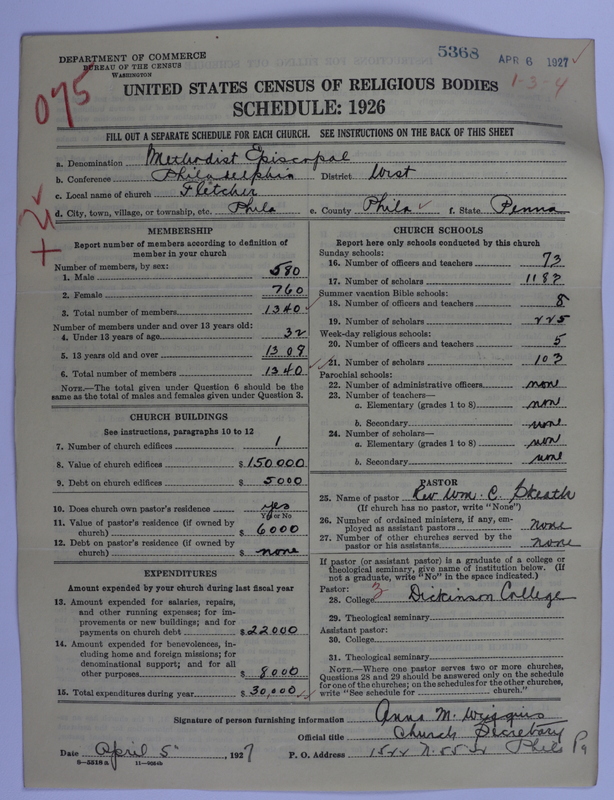 DEPARTMENT OF COMMERCE
BUREAU OF THE CENSUS
WASHINGTON
5368 APR 6 1927
1-3-4
075
UNITED STATES CENSUS OF RELIGIOUS BODIES
SCHEDULE: 1926
FILL OUT A SEPARATE SCHEDULE FOR EACH CHURCH. SEE INSTRUCTIONS ON THE BACK OF THIS SHEET
a. Denomination Methodist Episcopal
b. Conference Philadelphia District West
c. Local name of church Fletcher
d. City, town, village, or township, etc. Phila e. County Phila f. State Penna
MEMBERSHIP
Report number of members according to definition of
member in your church
Number of members, by sex:
1. Male 580
2. Female 760
3. Total number of members 1340
Number of members under and over 13 years old:
4. Under 13 years of age 32
5. 13 years old and over 1308
6. Total number of members 1340
NOTE.—The total given under Question 6 should be
same as the total of males and females given under Question 3.
CHURCH BUILDINGS
See instructions, paragraphs 10 to 12
7. Number of church edifices 1
8. Value of church edifices $150000
9. Debt on church edifices $5000
10. Does church own pastor's residence? yes
Yes or No
11. Value of pastor's residence (if owned by
church) $6000
12. Debt on pastor's residence (if owned by
church) $none
EXPENDITURES
Amount expended by your church during last fiscal year
13. Amount expended for salaries, repairs,
and other running expenses; for im-
provements or new buildings; and for
payments on church debt $22000
14. Amount expended for benevolences, in-
cluding home and foreign missions; for
denominational support; and for all
other purposes $8000
15. Total expenditures during year $30,000
CHURCH SCHOOLS
Report here only schools conducted by this church
Sunday schools:
16. Number of officers and teachers 73
17. Number of scholars
Summer vacation Bible schools:
18. Number of officers and teachers 8
19. Number of scholars 225
Week-day religious schools:
20. Number of officers and teachers 5
21. Number of scholars 103
Parochial schools:
22. Number of administrative officers none
23. Number of teachers—
a. Elementary (grades 1 to 8) none
b. Secondary none
24. Number of scholars—
a. Elementary (grades 1 to 8) none
b. Secondary none
PASTOR
25. Name of pastor Rev Wm. C. Skeath
(If church has no pastor, write "None")
26. Number of ordained ministers, if any, em-
ployed as assistant pastors none
27. Number of other churches served by the
pastor or his assistants none
If pastor (or assistant pastor) is a graduate of a college or
theological seminary, give name of institution below. (If
not a graduate, write "No" in the space indicated.)
Pastor:
28. College 3 Dickinson College
29. Theological seminary
Assistant pastor:
30. College
31. Theological seminary
NOTE.—Where one pastor serves two or more churches,
Questions 28 and 29 should be answered only on the schedule
for one of the churches; on the schedules for the other churches,
write "See schedule for church."
Signature of person furnishing information Anna M.
Official title Church Secretary
Date April 5, 1927 P. O. Address 1522 N. 55 St Phila Pa
8-5518a